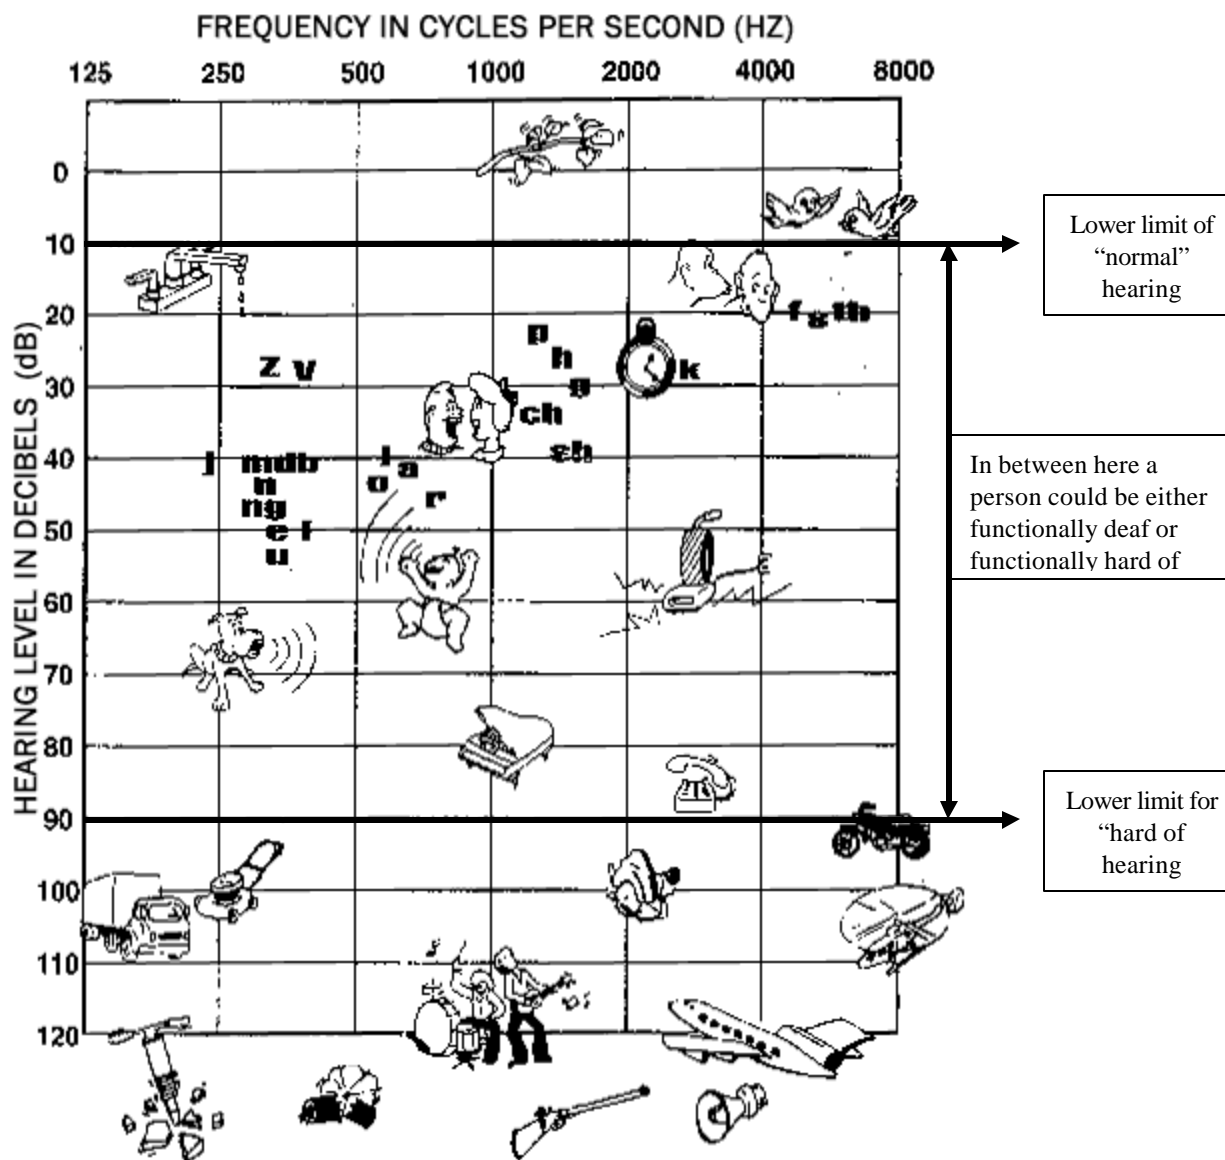 FREQUENCY IN CYCLES PER SECOND (HZ)
125 250 500 1000 2000 4000 8000
HEARING LEVEL IN DECIBELS (dB)
0
10
20
30
40
50
60
70
80
90
100
110
120
Lower limit of
“normal”
hearing
f s th
p
h
g
k
z v
ch
sh
j mdb
n
ng
e l
u
i
a
o
r
In between here a
person could be either
functionally deaf or
functionally hard of
Lower limit for
“hard of
hearing